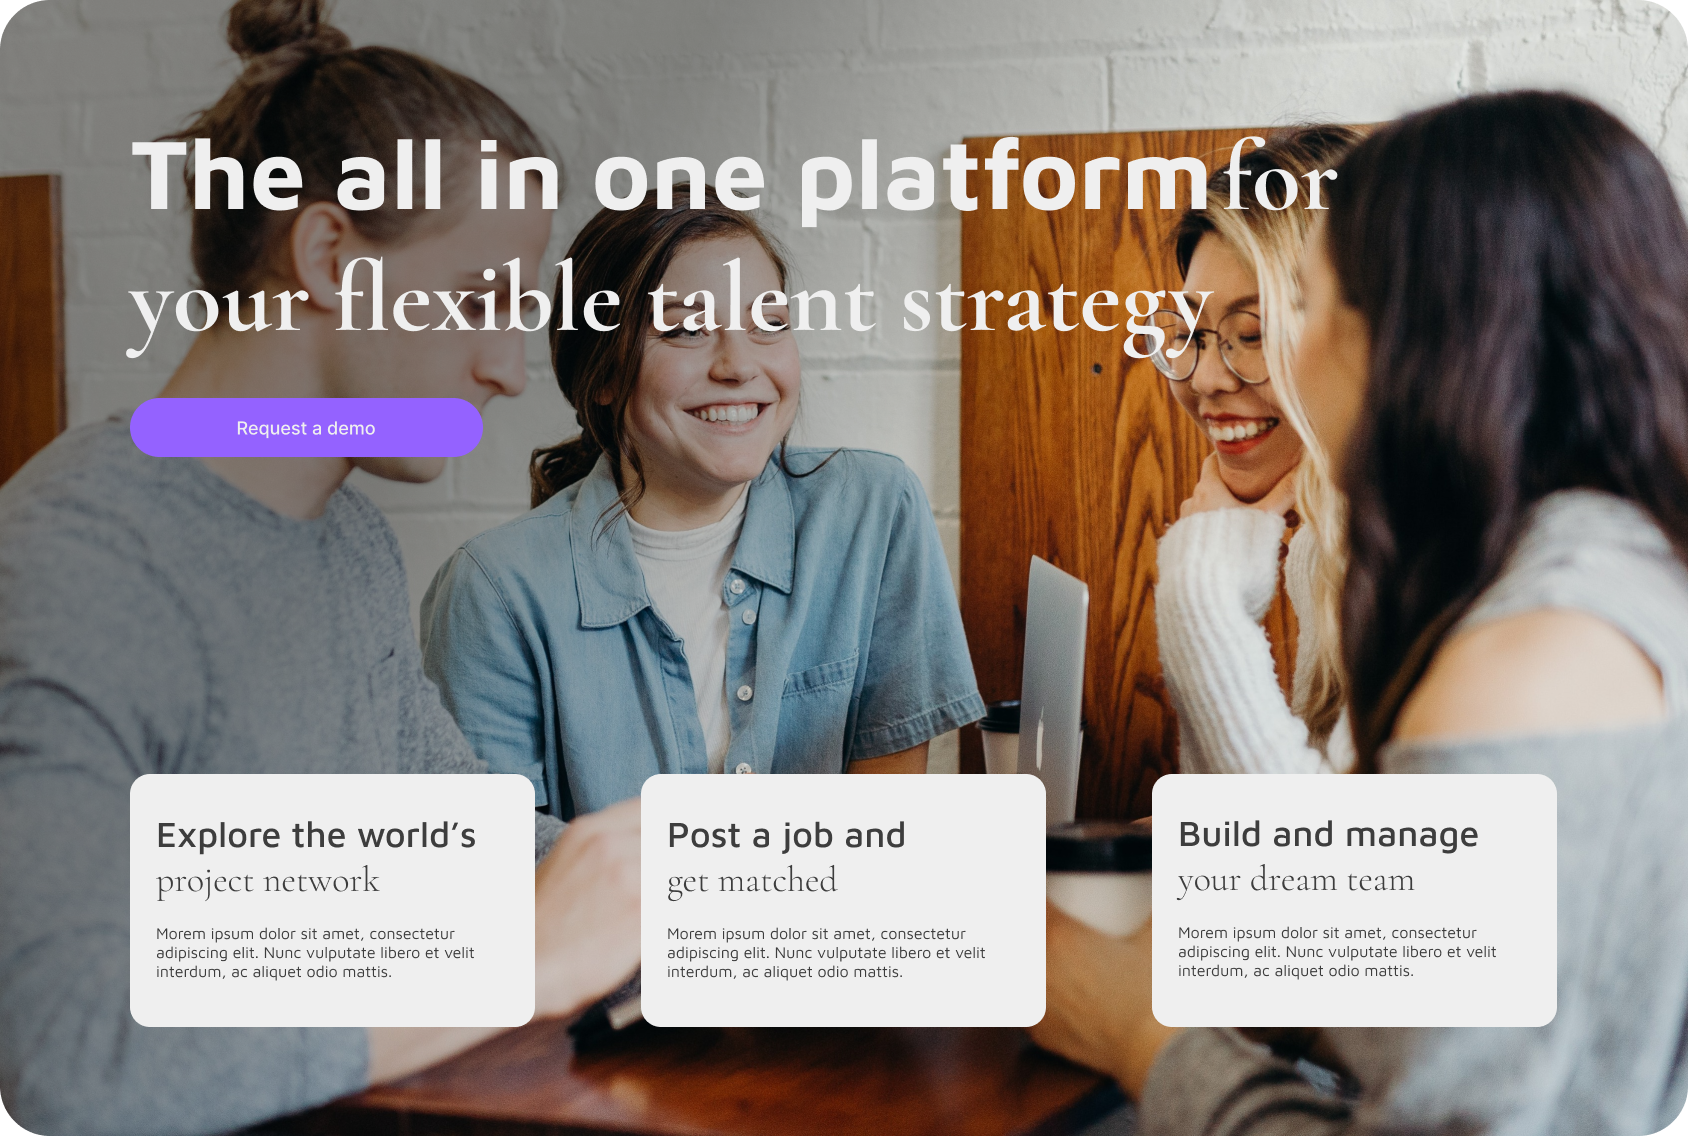 The all in one platform for
your flexible talent strategy
Request a demo
Explore the world’s
project network
Morem ipsum dolor sit amet, consectetur
adipiscing elit. Nunc vulputate libero et velit
interdum, ac aliquet odio mattis.
Post a job and
get matched
Morem ipsum dolor sit amet, consectetur
adipiscing elit. Nunc vulputate libero et velit
interdum, ac aliquet odio mattis.
Build and manage
your dream team
Morem ipsum dolor sit amet, consectetur
adipiscing elit. Nunc vulputate libero et velit
interdum, ac aliquet odio mattis.